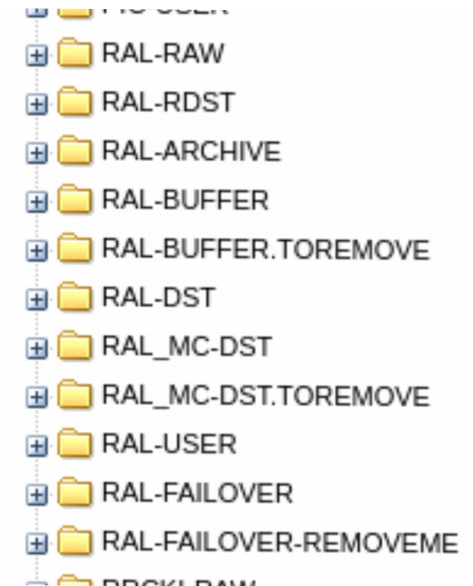 RAL-RAW
RAL-RDST
RAL-ARCHIVE
RAL-BUFFER
RAL-BUFFER.TOREMOVE
RAL-DST
RAL_MC-DST
RAL_MC-DST.TOREMOVE
RAL-USER
RAL-FAILOVER
RAL-FAILOVER-REMOVEME